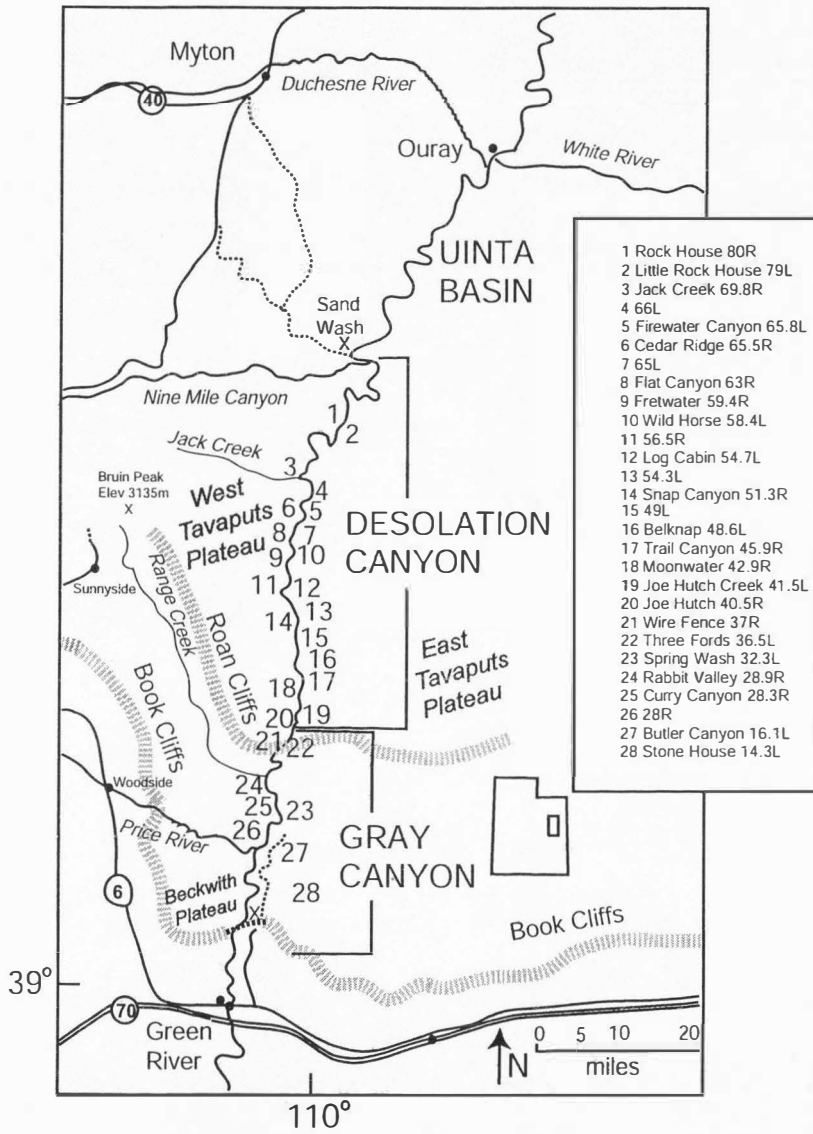 Myton
40
Duchesne River
Ouray
White River
UINTA
BASIN
Sand
Wash
X
Nine Mile Canyon
1
2
Jack Creek
3
Bruin Peak
Elev 3135m
X
West
Tavaputs
Plateau
4
6
5
8
7
9
10
DESOLATION
CANYON
Sunnyside
Range Creek
11
12
13
14
15
16
Roan Cliffs
East
Tavaputs
Plateau
18
17
Book Cliffs
20
19
21
22
Woodside
24
25
23
26
Price River
GRAY
CANYON
27
6
Beckwith
Plateau
28
X
Book Cliffs
39°
70
Green
River
N
0 5 10 20
miles
110°
1 Rock House 80R
2 Little Rock House 79L
3 Jack Creek 69.8R
4 66L
5 Firewater Canyon 65.8L
6 Cedar Ridge 65.5R
7 65L
8 Flat Canyon 63R
9 Fretwater 59.4R
10 Wild Horse 58.4L
11 56.5R
12 Log Cabin 54.7L
13 54.3L
14 Snap Canyon 51.3R
15 49L
16 Belknap 48.6L
17 Trail Canyon 45.9R
18 Moonwater 42.9R
19 Joe Hutch Creek 41.5L
20 Joe Hutch 40.5R
21 Wire Fence 37R
22 Three Fords 36.5L
23 Spring Wash 32.3L
24 Rabbit Valley 28.9R
25 Curry Canyon 28.3R
26 28R
27 Butler Canyon 16.1L
28 Stone House 14.3L